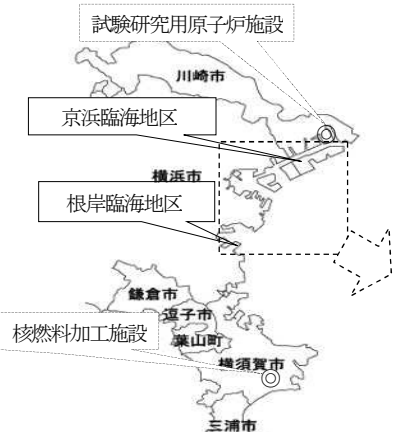 試験研究用原子炉施設
川崎市
京浜臨海地区
横浜市
根岸臨海地区
鎌倉市
逗子市
葉山町
核燃料加工施設
横須賀市
三浦市